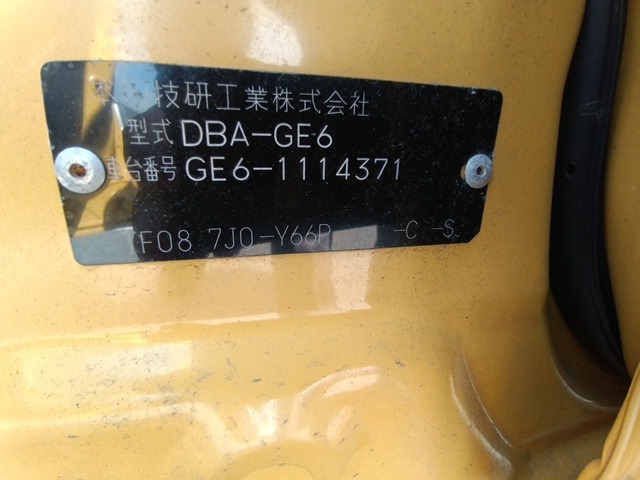 技研工業株式会社
型式 DBA-GE6
車台番号 GE6-1114371
TF08 7J0-Y66P -C -S